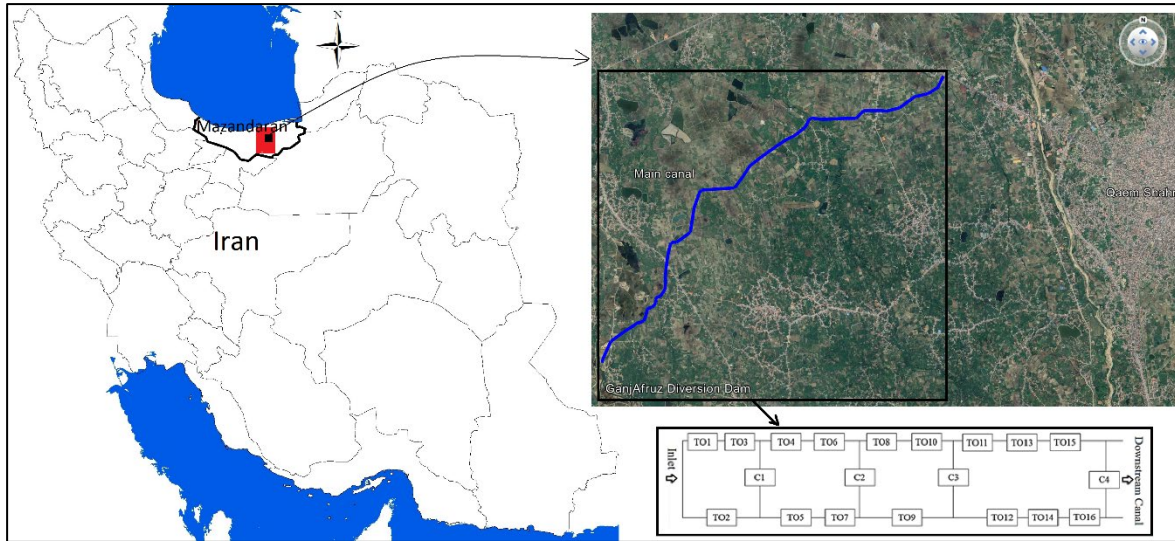 N
Mazandaran
Iran
N
Main canal
Qaem Shahr
GanjAfruz Diversion Dam
TO1 TO3 TO4 TO6 TO8 TO10 TO11 TO13 TO15
Inlet
C1 C2 C3 C4
Downstream Canal
TO2 TO5 TO7 TO9 TO12 TO14 TO16